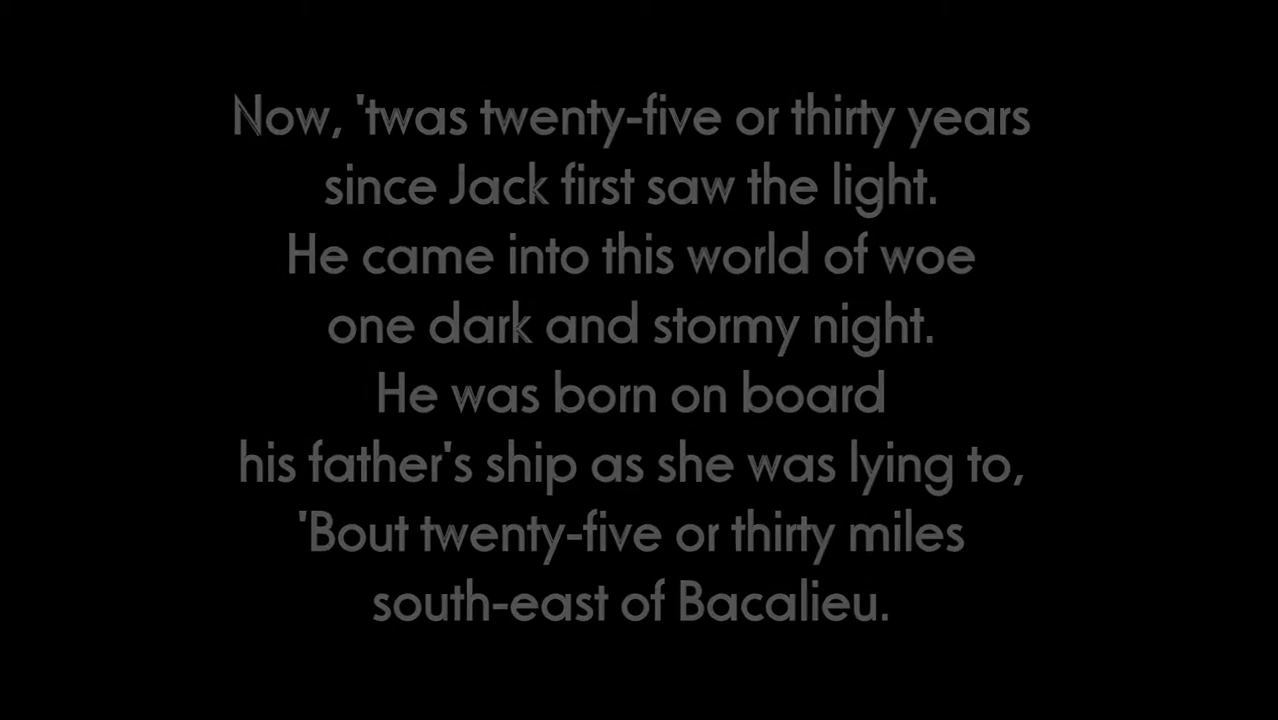 Now, 'twas twenty-five or thirty years
since Jack first saw the light.
He came into this world of woe
one dark and stormy night.
He was born on board
his father's ship as she was lying to,
'Bout twenty-five or thirty miles
south-east of Bacalieu.